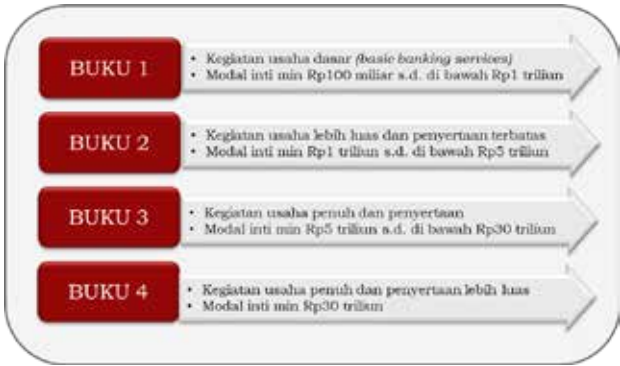 BUKU 1
• Kegiatan usaha dasar (basic banking services)
• Modal inti min Rp100 miliar s.d. di bawah Rp1 triliun
BUKU 2
• Kegiatan usaha lebih luas dan penyertaan terbatas
• Modal inti min Rp1 triliun s.d. di bawah Rp5 triliun
BUKU 3
• Kegiatan usaha penuh dan penyertaan
• Modal inti min Rp5 triliun s.d. di bawah Rp30 triliun
BUKU 4
• Kegiatan usaha penuh dan penyertaan lebih luas
• Modal inti min Rp30 triliun